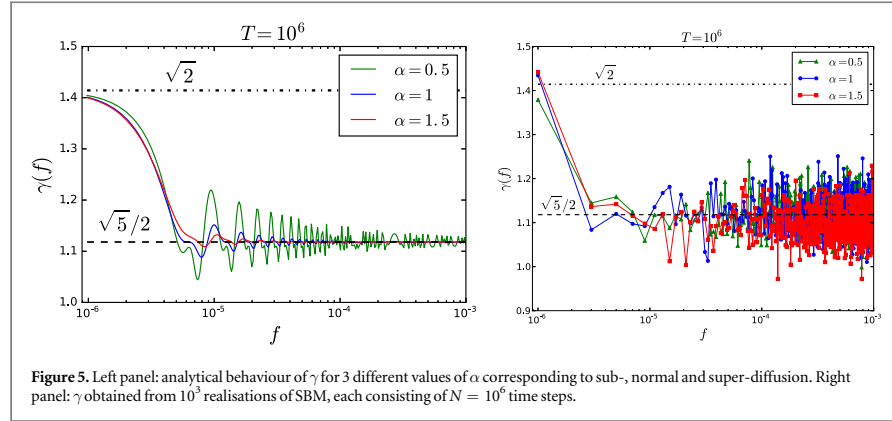 T = 10^6
1.5
1.4
1.3
1.2
1.1
1.0
γ(f)
√2
√5/2
α=0.5
α=1
α=1.5
10^-6
10^-5
10^-4
10^-3
f
T = 10^6
1.5
1.4
1.3
1.2
1.1
1.0
0.9
γ(f)
√2
√5/2
α=0.5
α=1
α=1.5
10^-6
10^-5
10^-4
10^-3
f
Figure 5. Left panel: analytical behaviour of γ for 3 different values of α corresponding to sub-, normal and super-diffusion. Right
panel: γ obtained from 10^3 realisations of SBM, each consisting of N = 10^6 time steps.